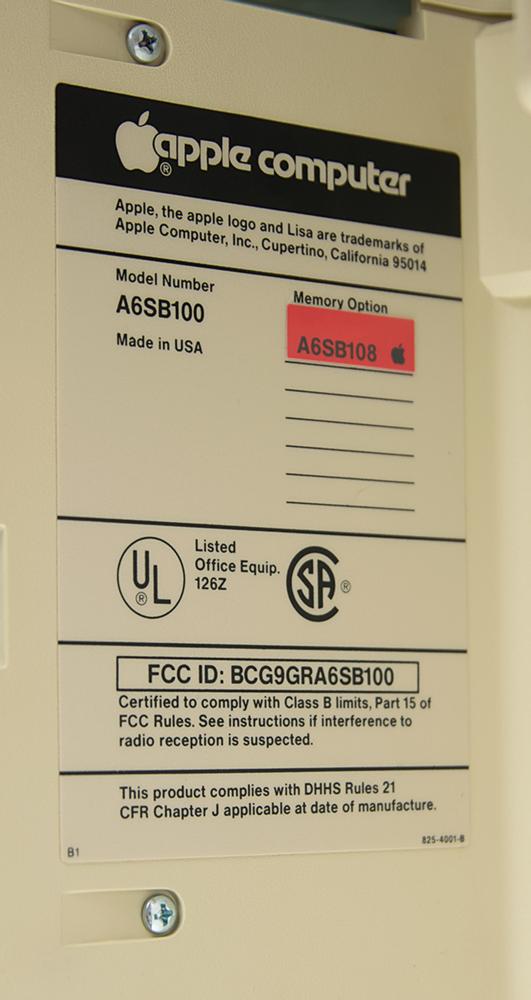 apple computer
®
Apple, the apple logo and Lisa are trademarks of
Apple Computer, Inc., Cupertino, California 95014
Model Number
A6SB100
Made in USA
Memory Option
A6SB108
UL
®
Listed
Office Equip.
126Z
SA
®
FCC ID: BCG9GRA6SB100
Certified to comply with Class B limits, Part 15 of
FCC Rules. See instructions if interference to
radio reception is suspected.
This product complies with DHHS Rules 21
CFR Chapter J applicable at date of manufacture.
B1
825-4001-B